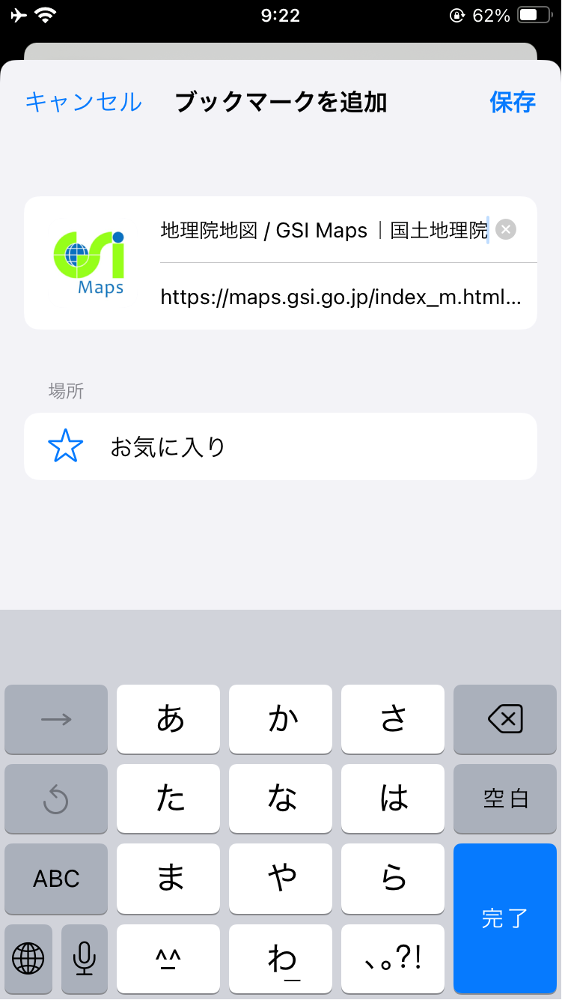 9:22
62%
キャンセル ブックマークを追加 保存
地理院地図 / GSI Maps｜国土地理院
GSI
Maps
https://maps.gsi.go.jp/index_m.html...
場所
お気に入り
→ あ か さ
た な は 空白
ABC ま や ら
^_^ わ_ 、。?! 完了